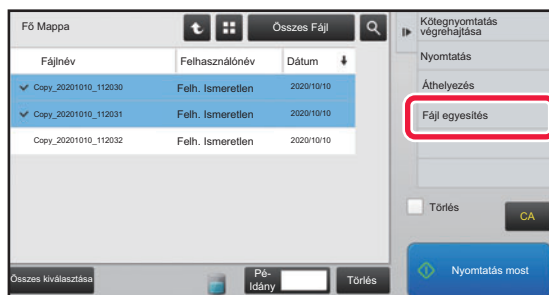 Fő Mappa
Összes Fájl
Fájlnév
Felhasználónév
Dátum
Copy_20201010_112030
Felh. Ismeretlen
2020/10/10
Copy_20201010_112031
Felh. Ismeretlen
2020/10/10
Copy_20201010_112032
Felh. Ismeretlen
2020/10/10
Összes kiválasztása
Pé-
ldány
Törlés
Kötegnyomtatás
végrehajtása
Nyomtatás
Áthelyezés
Fájl egyesítés
Törlés
CA
Nyomtatás most